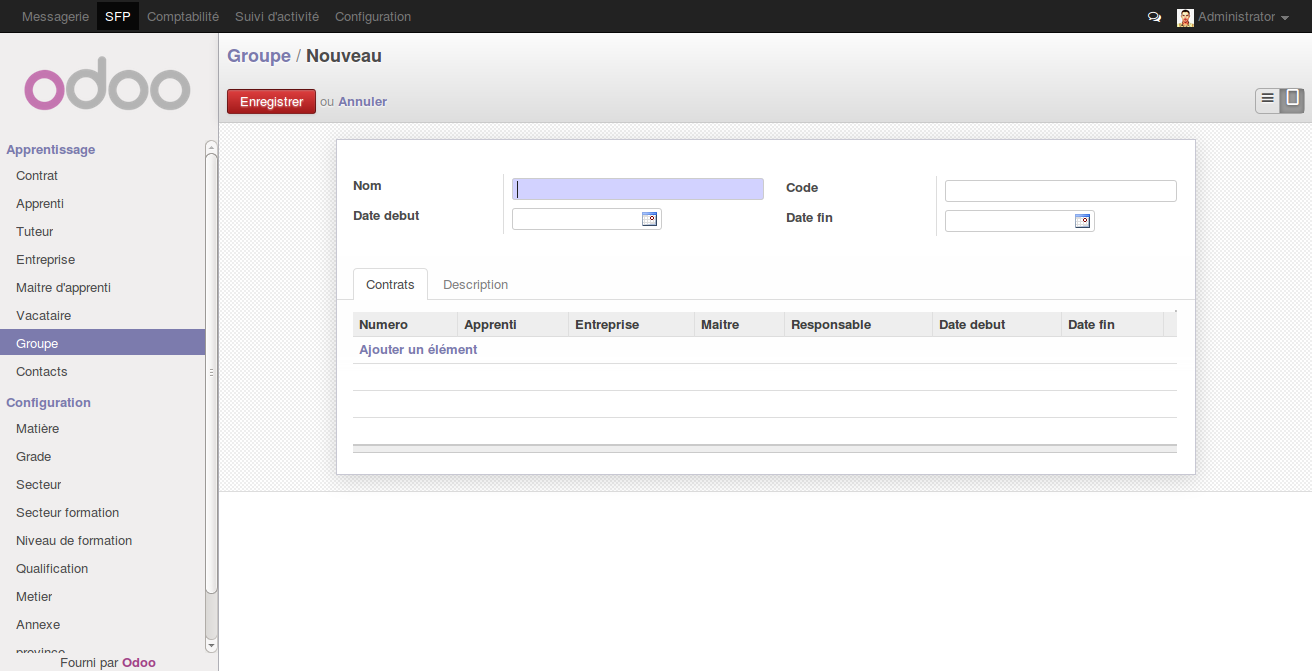 Messagerie SFP Comptabilité Suivi d'activité Configuration Administrator
odoo
Groupe / Nouveau
Enregistrer ou Annuler
Apprentissage
Contrat
Apprenti
Tuteur
Entreprise
Maitre d'apprenti
Vacataire
Groupe
Contacts
Configuration
Matière
Grade
Secteur
Secteur formation
Niveau de formation
Qualification
Metier
Annexe
province
Fourni par Odoo
Nom Code
Date debut Date fin
Contrats Description
Numero Apprenti Entreprise Maitre Responsable Date debut Date fin
Ajouter un élément